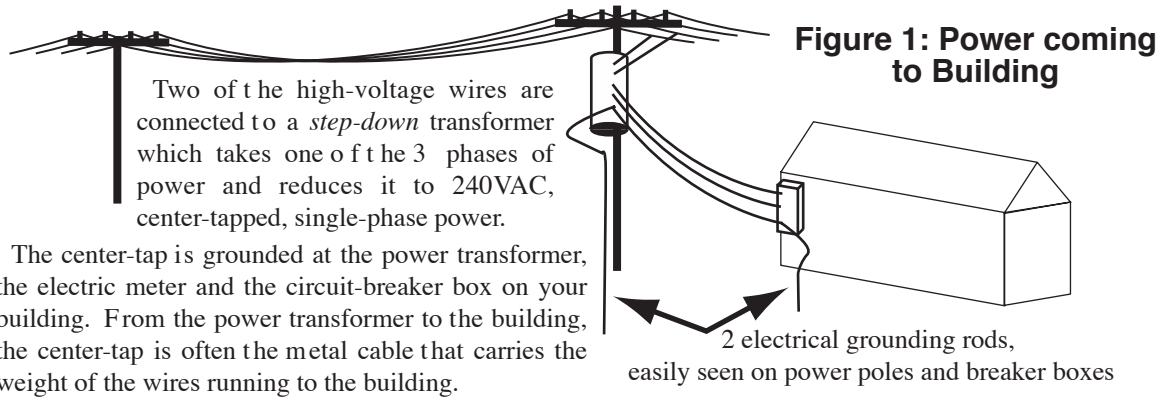 Figure 1: Power coming
to Building
Two of the high-voltage wires are
connected to a step-down transformer
which takes one of the 3 phases of
power and reduces it to 240VAC,
center-tapped, single-phase power.
The center-tap is grounded at the power transformer,
the electric meter and the circuit-breaker box on your
building. From the power transformer to the building,
the center-tap is often the metal cable that carries the
weight of the wires running to the building.
2 electrical grounding rods,
easily seen on power poles and breaker boxes